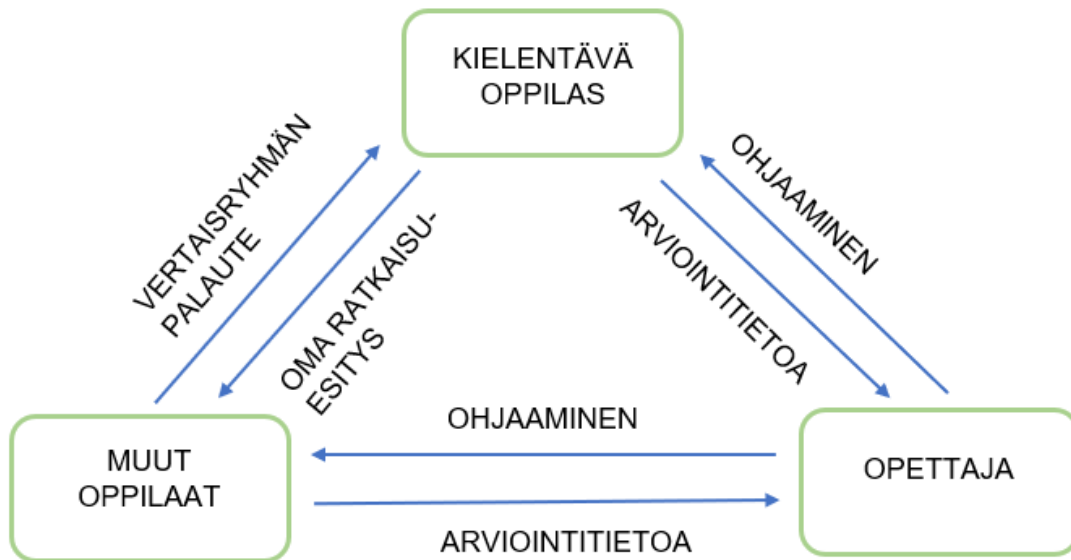 KIELENTÄVÄ
OPPILAS
VERTAISRYHMÄN
PALAUTE
OMA RATKAISU-
ESITYS
OHJAAMINEN
ARVIOINTITIETOA
OHJAAMINEN
MUUT
OPPILAAT
OPETTAJA
ARVIOINTITIETOA